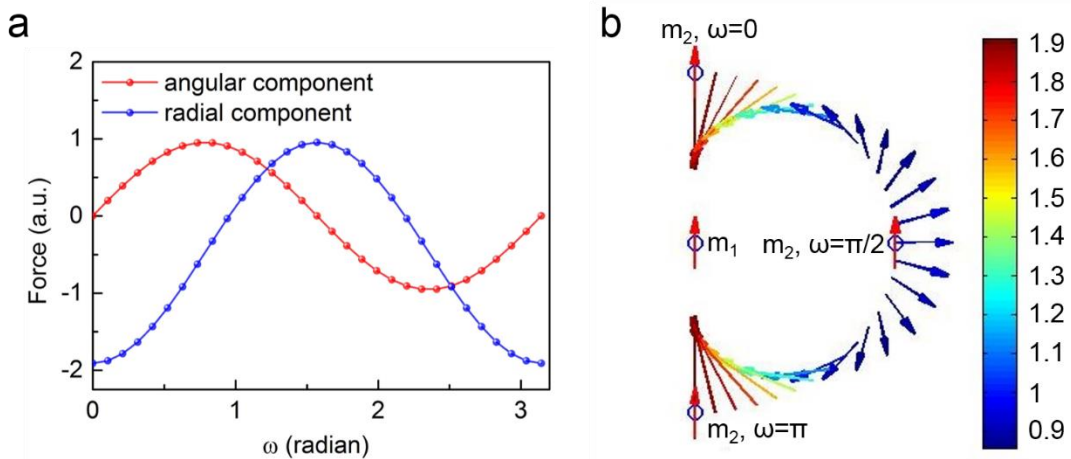 a
2
1
0
-1
-2
Force (a.u.)
angular component
radial component
0
1
2
3
ω (radian)
b
m2, ω=0
m1
m2, ω=π/2
m2, ω=π
1.9
1.8
1.7
1.6
1.5
1.4
1.3
1.2
1.1
1
0.9